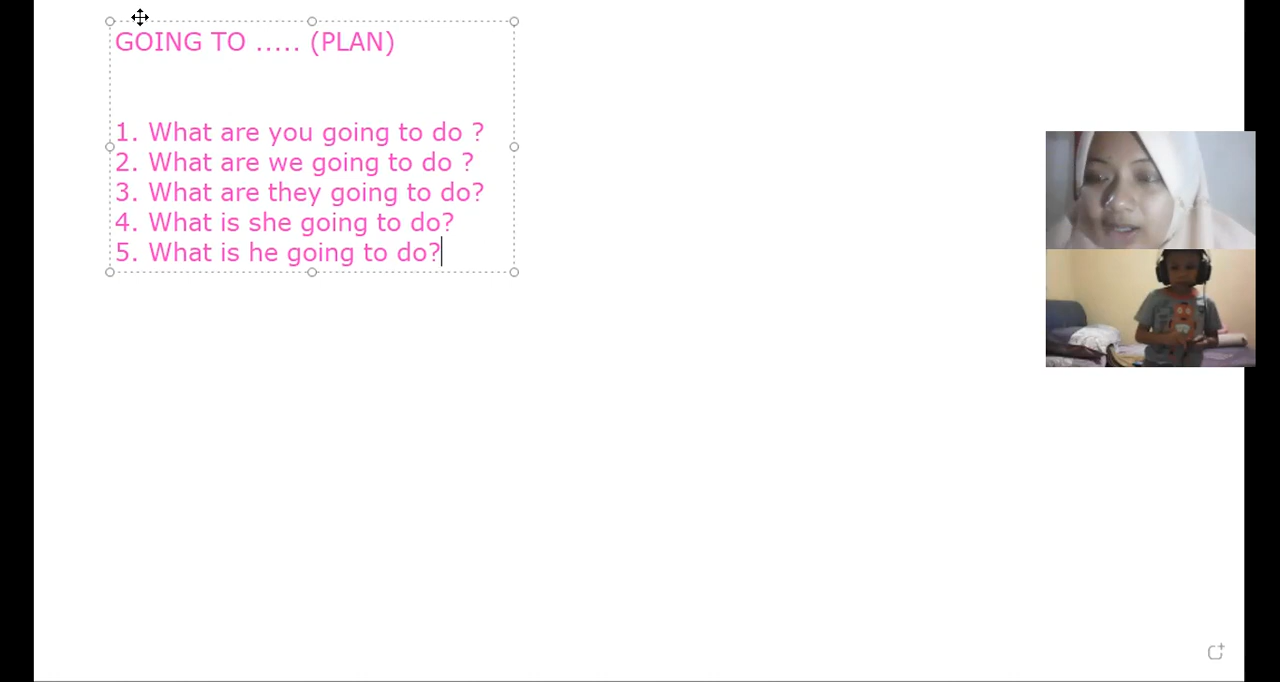 GOING TO ..... (PLAN)
1. What are you going to do ?
2. What are we going to do ?
3. What are they going to do?
4. What is she going to do?
5. What is he going to do?